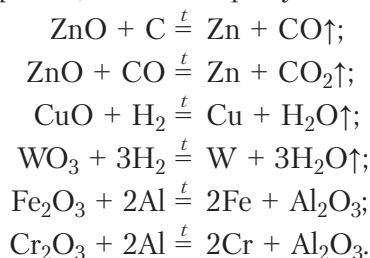 ZnO + C =ᵗ Zn + CO↑;
ZnO + CO =ᵗ Zn + CO₂↑;
CuO + H₂ =ᵗ Cu + H₂O↑;
WO₃ + 3H₂ =ᵗ W + 3H₂O↑;
Fe₂O₃ + 2Al =ᵗ 2Fe + Al₂O₃;
Cr₂O₃ + 2Al =ᵗ 2Cr + Al₂O₃.